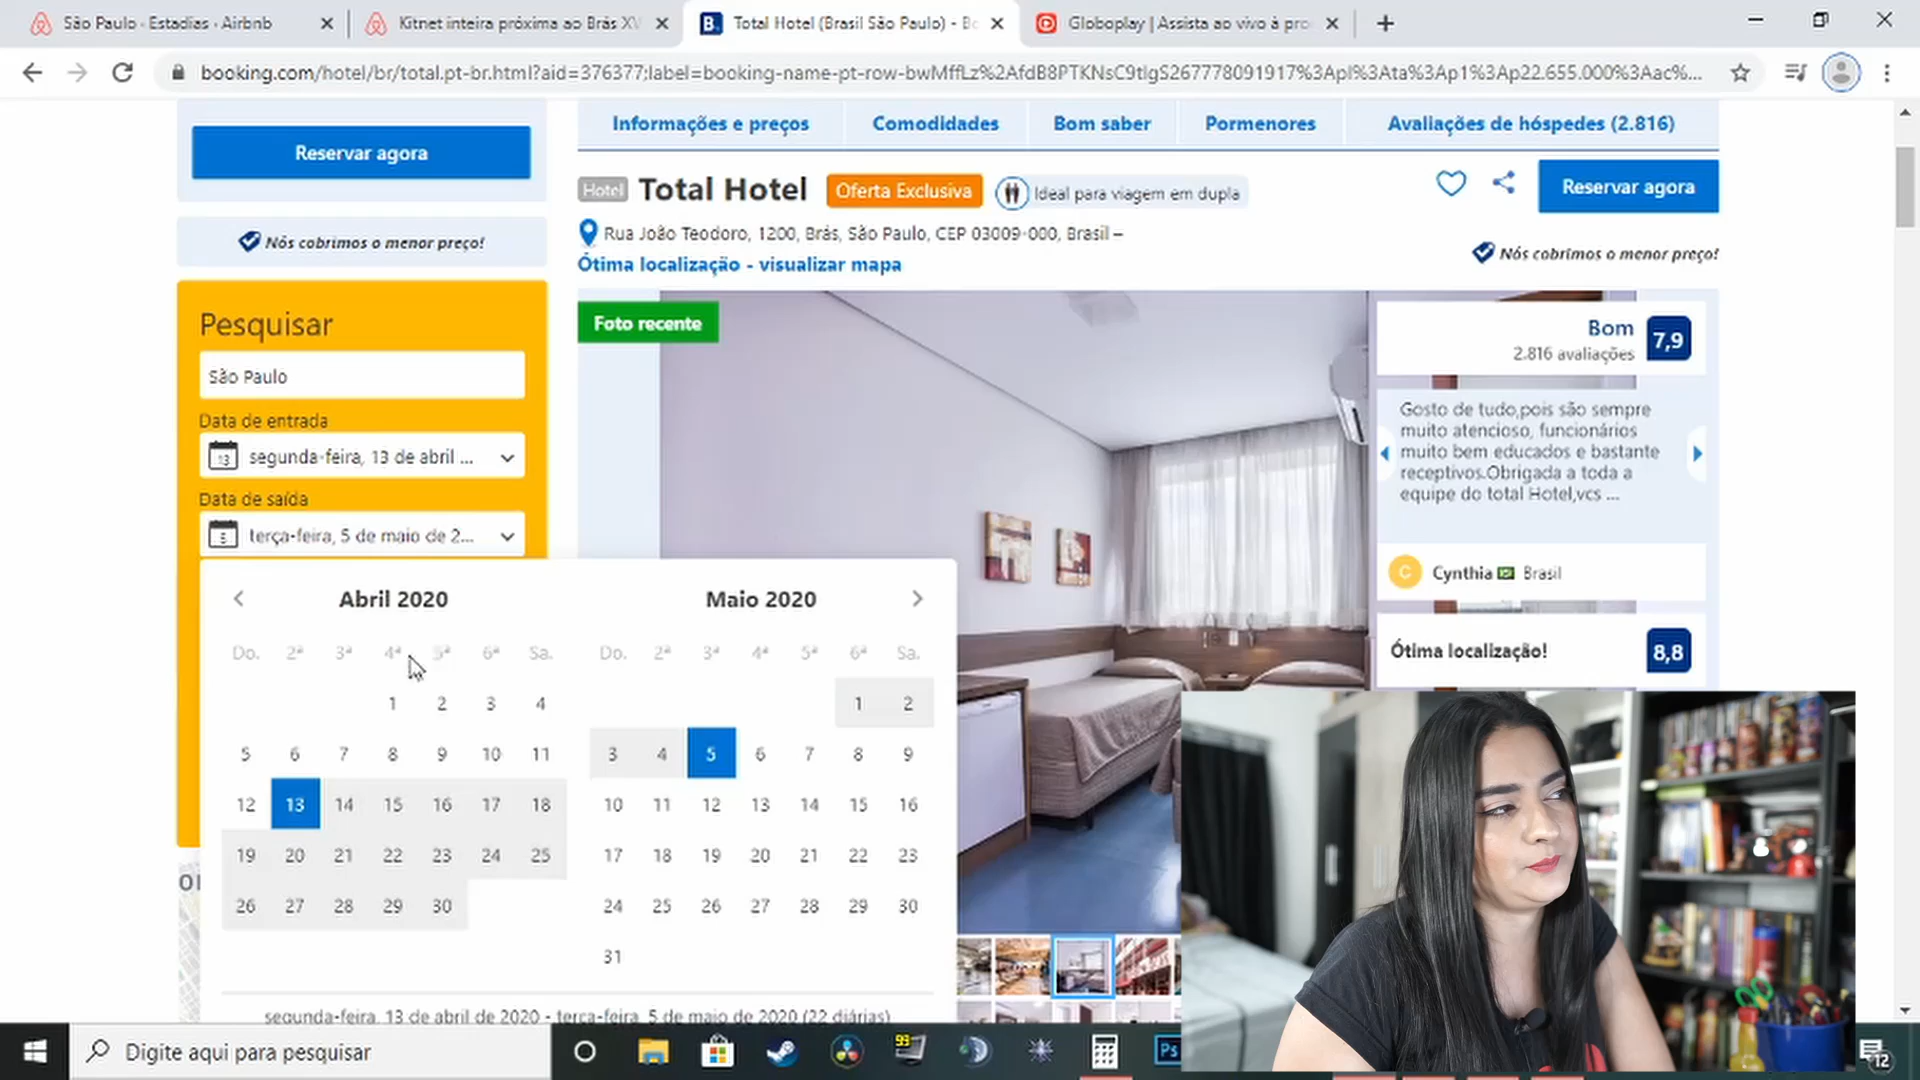 São Paulo · Estadias · Airbnb
Kitnet inteira próxima ao Brás XV
Total Hotel (Brasil São Paulo) - Bo
Globoplay | Assista ao vivo à pro
booking.com/hotel/br/total.pt-br.html?aid=376377;label=booking-name-pt-row-bwMffLz%2AfdB8PTKNsC9tIgS267778091917%3Apl%3Ata%3Ap1%3Ap22.655.000%3Aac%...
Informações e preços
Comodidades
Bom saber
Pormenores
Avaliações de hóspedes (2.816)
Reservar agora
Hotel
Total Hotel
Oferta Exclusiva
Ideal para viagem em dupla
Reservar agora
Rua João Teodoro, 1200, Brás, São Paulo, CEP 03009-000, Brasil –
Ótima localização - visualizar mapa
Nós cobrimos o menor preço!
Nós cobrimos o menor preço!
Pesquisar
São Paulo
Data de entrada
13
segunda-feira, 13 de abril ...
Data de saída
5
terça-feira, 5 de maio de 2...
Foto recente
Bom
7,9
2.816 avaliações
Gosto de tudo,pois são sempre
muito atencioso, funcionários
muito bem educados e bastante
receptivos.Obrigada a toda a
equipe do total Hotel,vcs ...
C
Cynthia
Brasil
Ótima localização!
8,8
Abril 2020
Do. 2ª 3ª 4ª 5ª 6ª Sa.
1 2 3 4
5 6 7 8 9 10 11
12 13 14 15 16 17 18
19 20 21 22 23 24 25
26 27 28 29 30
Maio 2020
Do. 2ª 3ª 4ª 5ª 6ª Sa.
1 2
3 4 5 6 7 8 9
10 11 12 13 14 15 16
17 18 19 20 21 22 23
24 25 26 27 28 29 30
31
segunda-feira, 13 de abril de 2020 - terça-feira, 5 de maio de 2020 (22 diárias)
Digite aqui para pesquisar
99
Ps
12